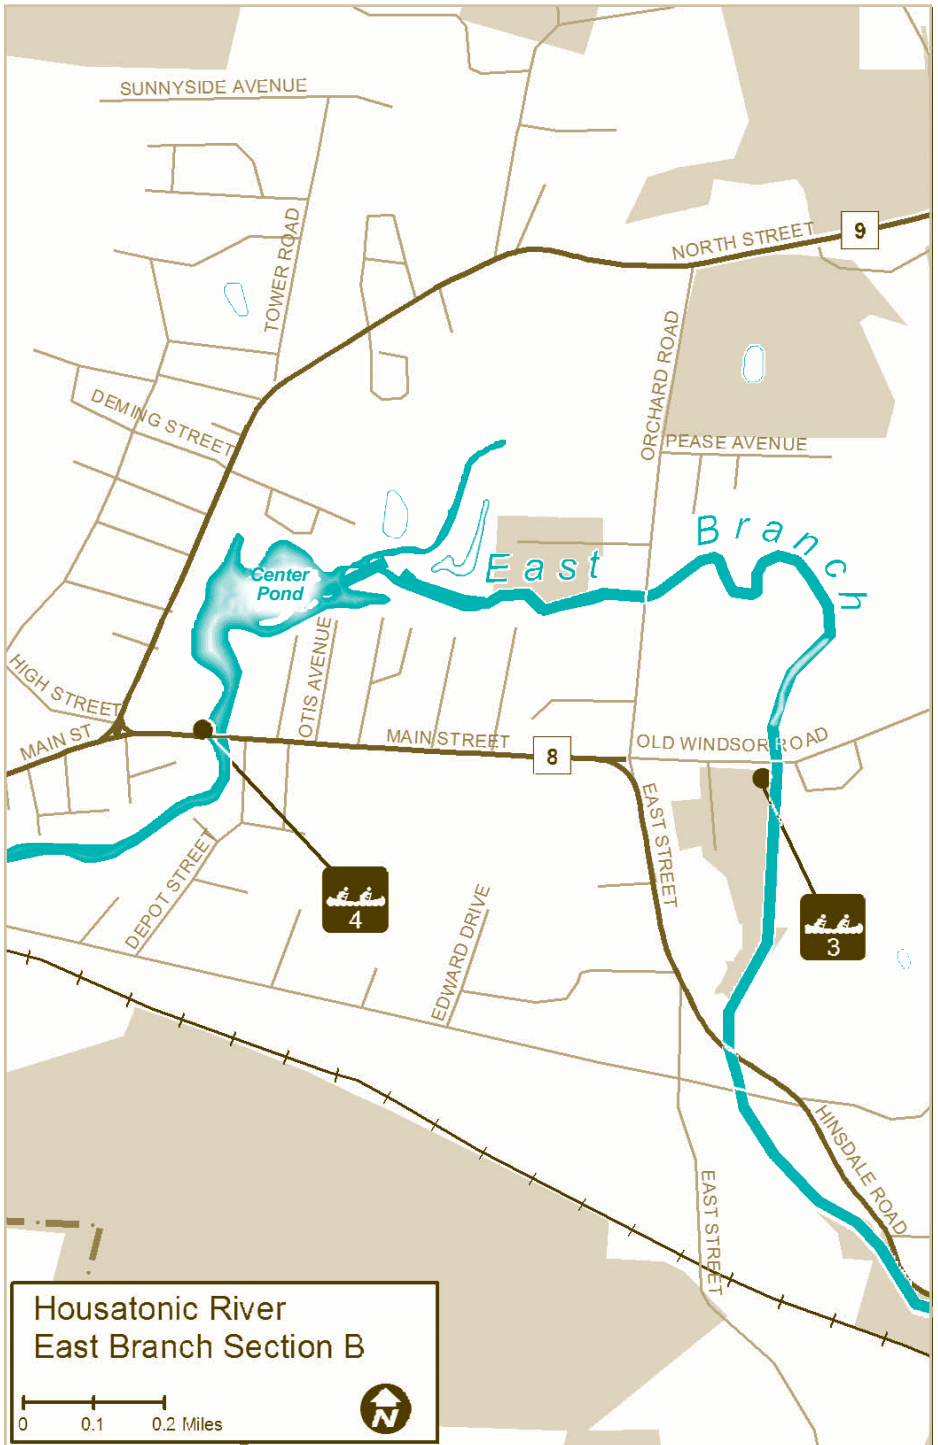 SUNNYSIDE AVENUE
TOWER ROAD
NORTH STREET
9
ORCHARD ROAD
DEMING STREET
PEASE AVENUE
East Branch
Center
Pond
OTIS AVENUE
HIGH STREET
MAIN ST
MAIN STREET
8
OLD WINDSOR ROAD
EAST STREET
DEPOT STREET
4
EDWARD DRIVE
3
HINSDALE ROAD
EAST STREET
Housatonic River
East Branch Section B
0 0.1 0.2 Miles
N